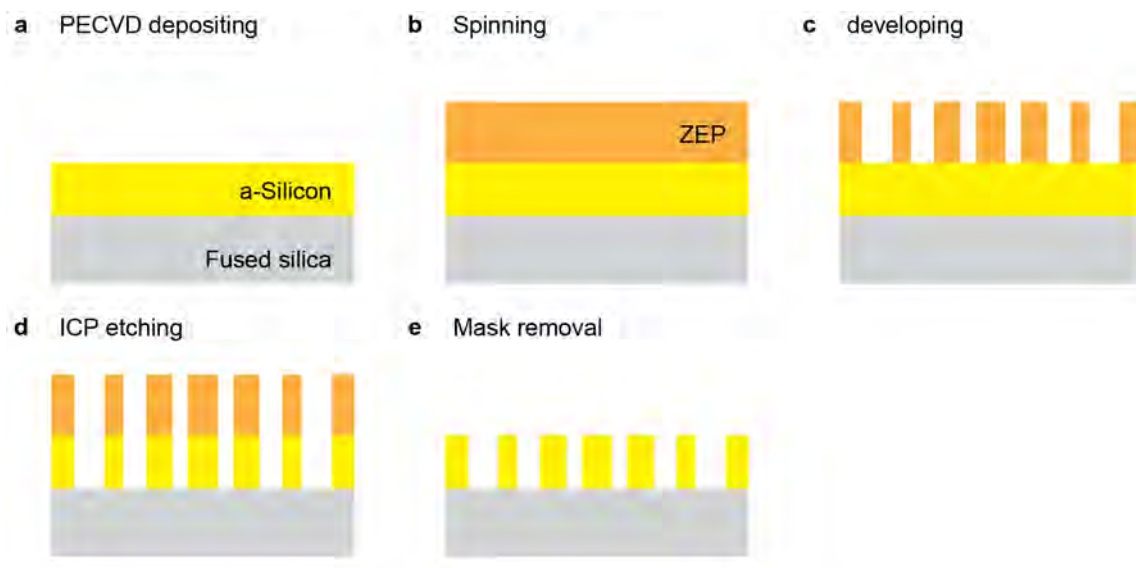 a PECVD depositing
b Spinning
c developing
ZEP
a-Silicon
Fused silica
d ICP etching
e Mask removal